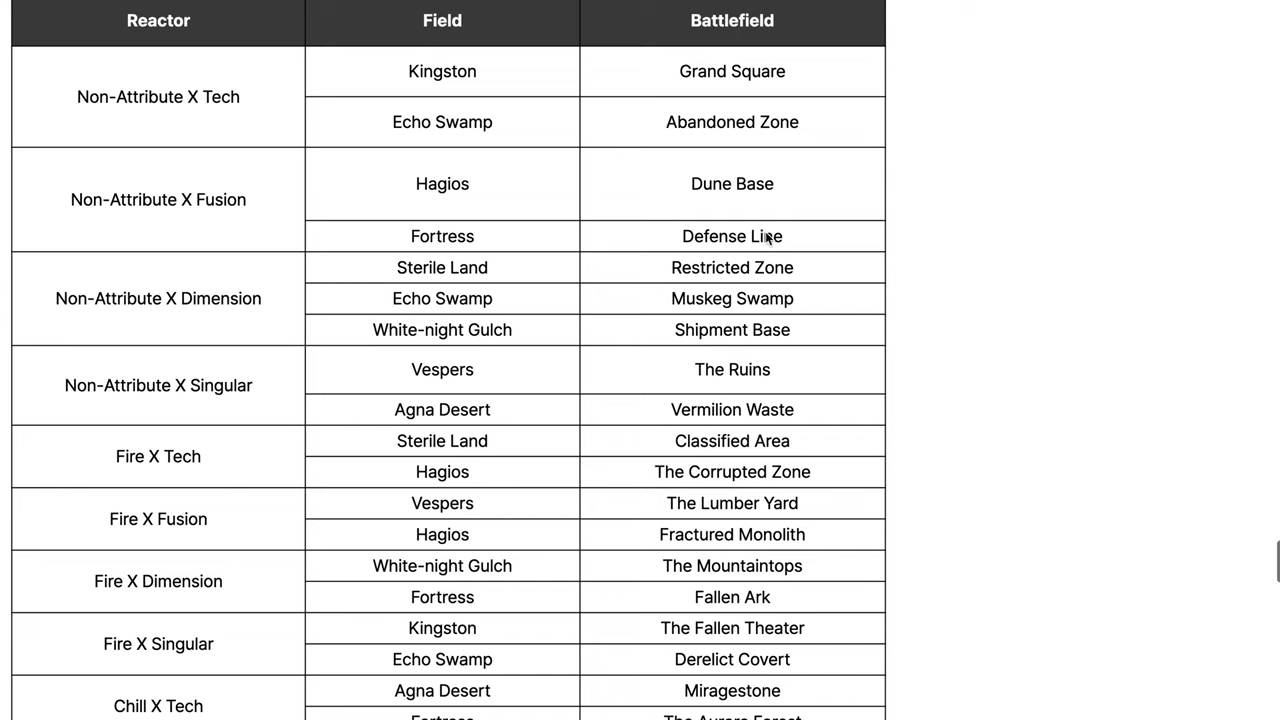 Reactor Field Battlefield
Non-Attribute X Tech
Kingston Grand Square
Echo Swamp Abandoned Zone
Non-Attribute X Fusion
Hagios Dune Base
Fortress Defense Line
Non-Attribute X Dimension
Sterile Land Restricted Zone
Echo Swamp Muskeg Swamp
White-night Gulch Shipment Base
Non-Attribute X Singular
Vespers The Ruins
Agna Desert Vermilion Waste
Fire X Tech
Sterile Land Classified Area
Hagios The Corrupted Zone
Fire X Fusion
Vespers The Lumber Yard
Hagios Fractured Monolith
Fire X Dimension
White-night Gulch The Mountaintops
Fortress Fallen Ark
Fire X Singular
Kingston The Fallen Theater
Echo Swamp Derelict Covert
Chill X Tech
Agna Desert Miragestone
Fortress The Aurora Forest